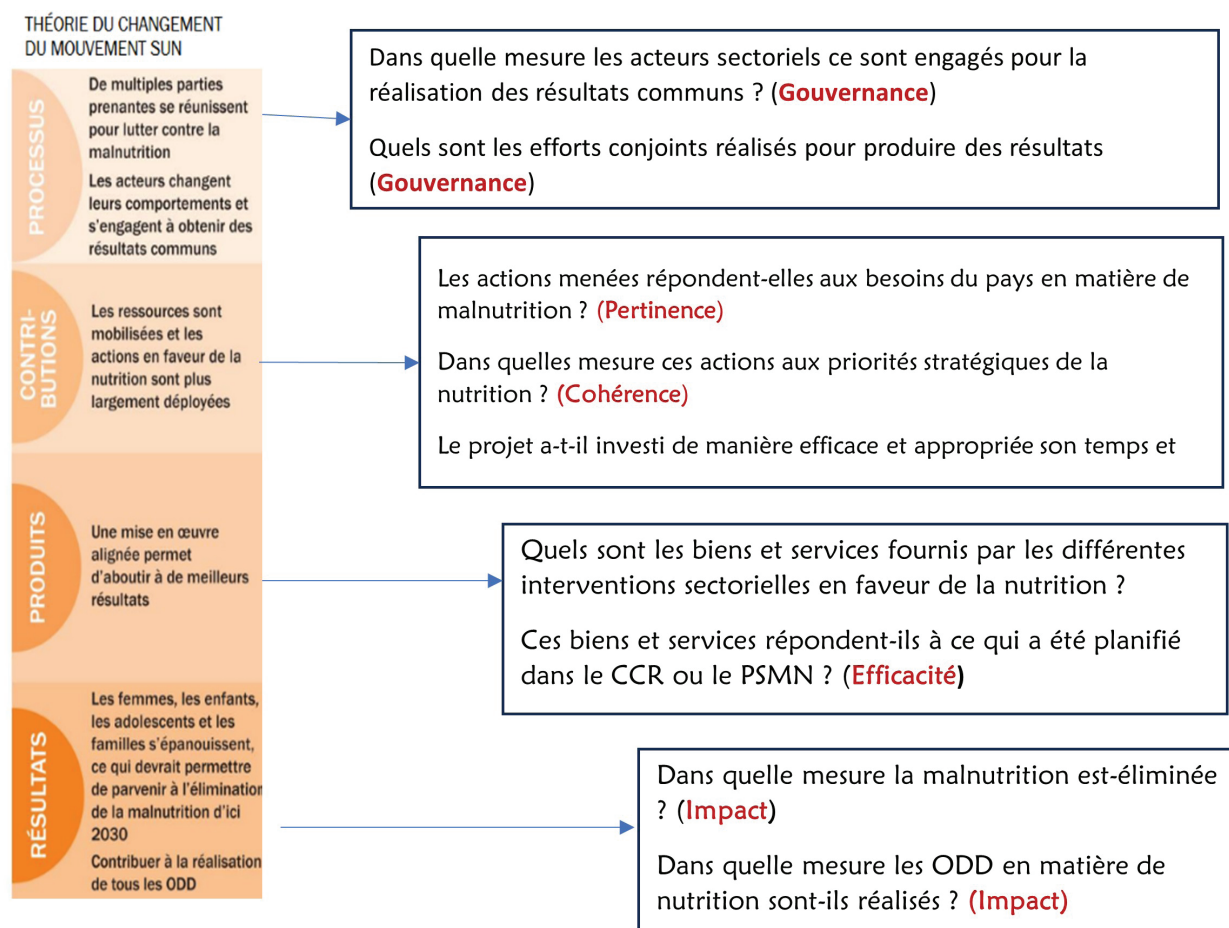 THÉORIE DU CHANGEMENT
DU MOUVEMENT SUN
PROCESSUS
De multiples parties
prenantes se réunissent
pour lutter contre la
malnutrition
Les acteurs changent
leurs comportements et
s'engagent à obtenir des
résultats communs
Dans quelle mesure les acteurs sectoriels ce sont engagés pour la
réalisation des résultats communs ? (Gouvernance)
Quels sont les efforts conjoints réalisés pour produire des résultats
(Gouvernance)
CONTRI-
BUTIONS
Les ressources sont
mobilisées et les
actions en faveur de la
nutrition sont plus
largement déployées
Les actions menées répondent-elles aux besoins du pays en matière de
malnutrition ? (Pertinence)
Dans quelles mesure ces actions aux priorités stratégiques de la
nutrition ? (Cohérence)
Le projet a-t-il investi de manière efficace et appropriée son temps et
PRODUITS
Une mise en œuvre
alignée permet
d'aboutir à de meilleurs
résultats
Quels sont les biens et services fournis par les différentes
interventions sectorielles en faveur de la nutrition ?
Ces biens et services répondent-ils à ce qui a été planifié
dans le CCR ou le PSMN ? (Efficacité)
RÉSULTATS
Les femmes, les enfants,
les adolescents et les
familles s'épanouissent,
ce qui devrait permettre
de parvenir à l'élimination
de la malnutrition d'ici
2030
Contribuer à la réalisation
de tous les ODD
Dans quelle mesure la malnutrition est-éliminée
? (Impact)
Dans quelle mesure les ODD en matière de
nutrition sont-ils réalisés ? (Impact)